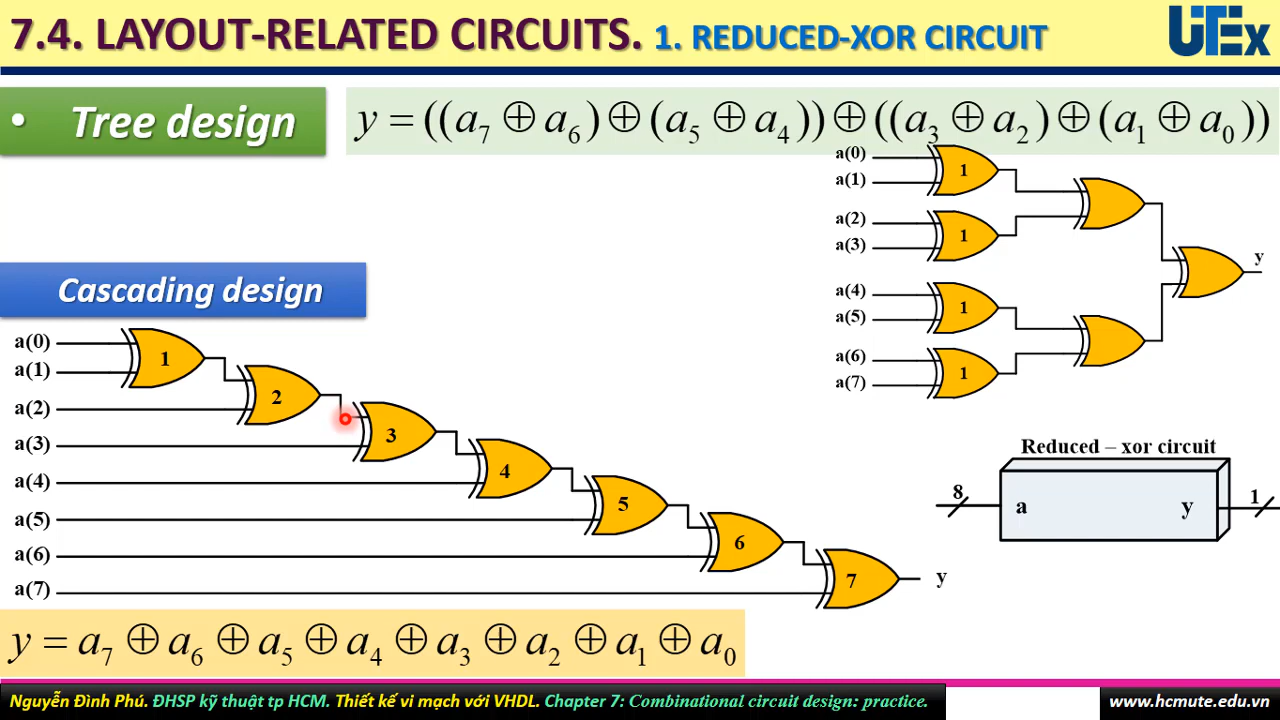 7.4. LAYOUT-RELATED CIRCUITS. 1. REDUCED-XOR CIRCUIT
UTEx
• Tree design
y = ((a7 ⊕ a6) ⊕ (a5 ⊕ a4)) ⊕ ((a3 ⊕ a2) ⊕ (a1 ⊕ a0))
a(0)
a(1)
1
a(2)
a(3)
1
y
a(4)
a(5)
1
a(6)
a(7)
1
Cascading design
a(0)
a(1)
1
a(2)
2
a(3)
3
a(4)
4
a(5)
5
a(6)
6
a(7)
7
y
Reduced – xor circuit
8
a
y
1
y = a7 ⊕ a6 ⊕ a5 ⊕ a4 ⊕ a3 ⊕ a2 ⊕ a1 ⊕ a0
Nguyễn Đình Phú. ĐHSP kỹ thuật tp HCM. Thiết kế vi mạch với VHDL. Chapter 7: Combinational circuit design: practice.
www.hcmute.edu.vn